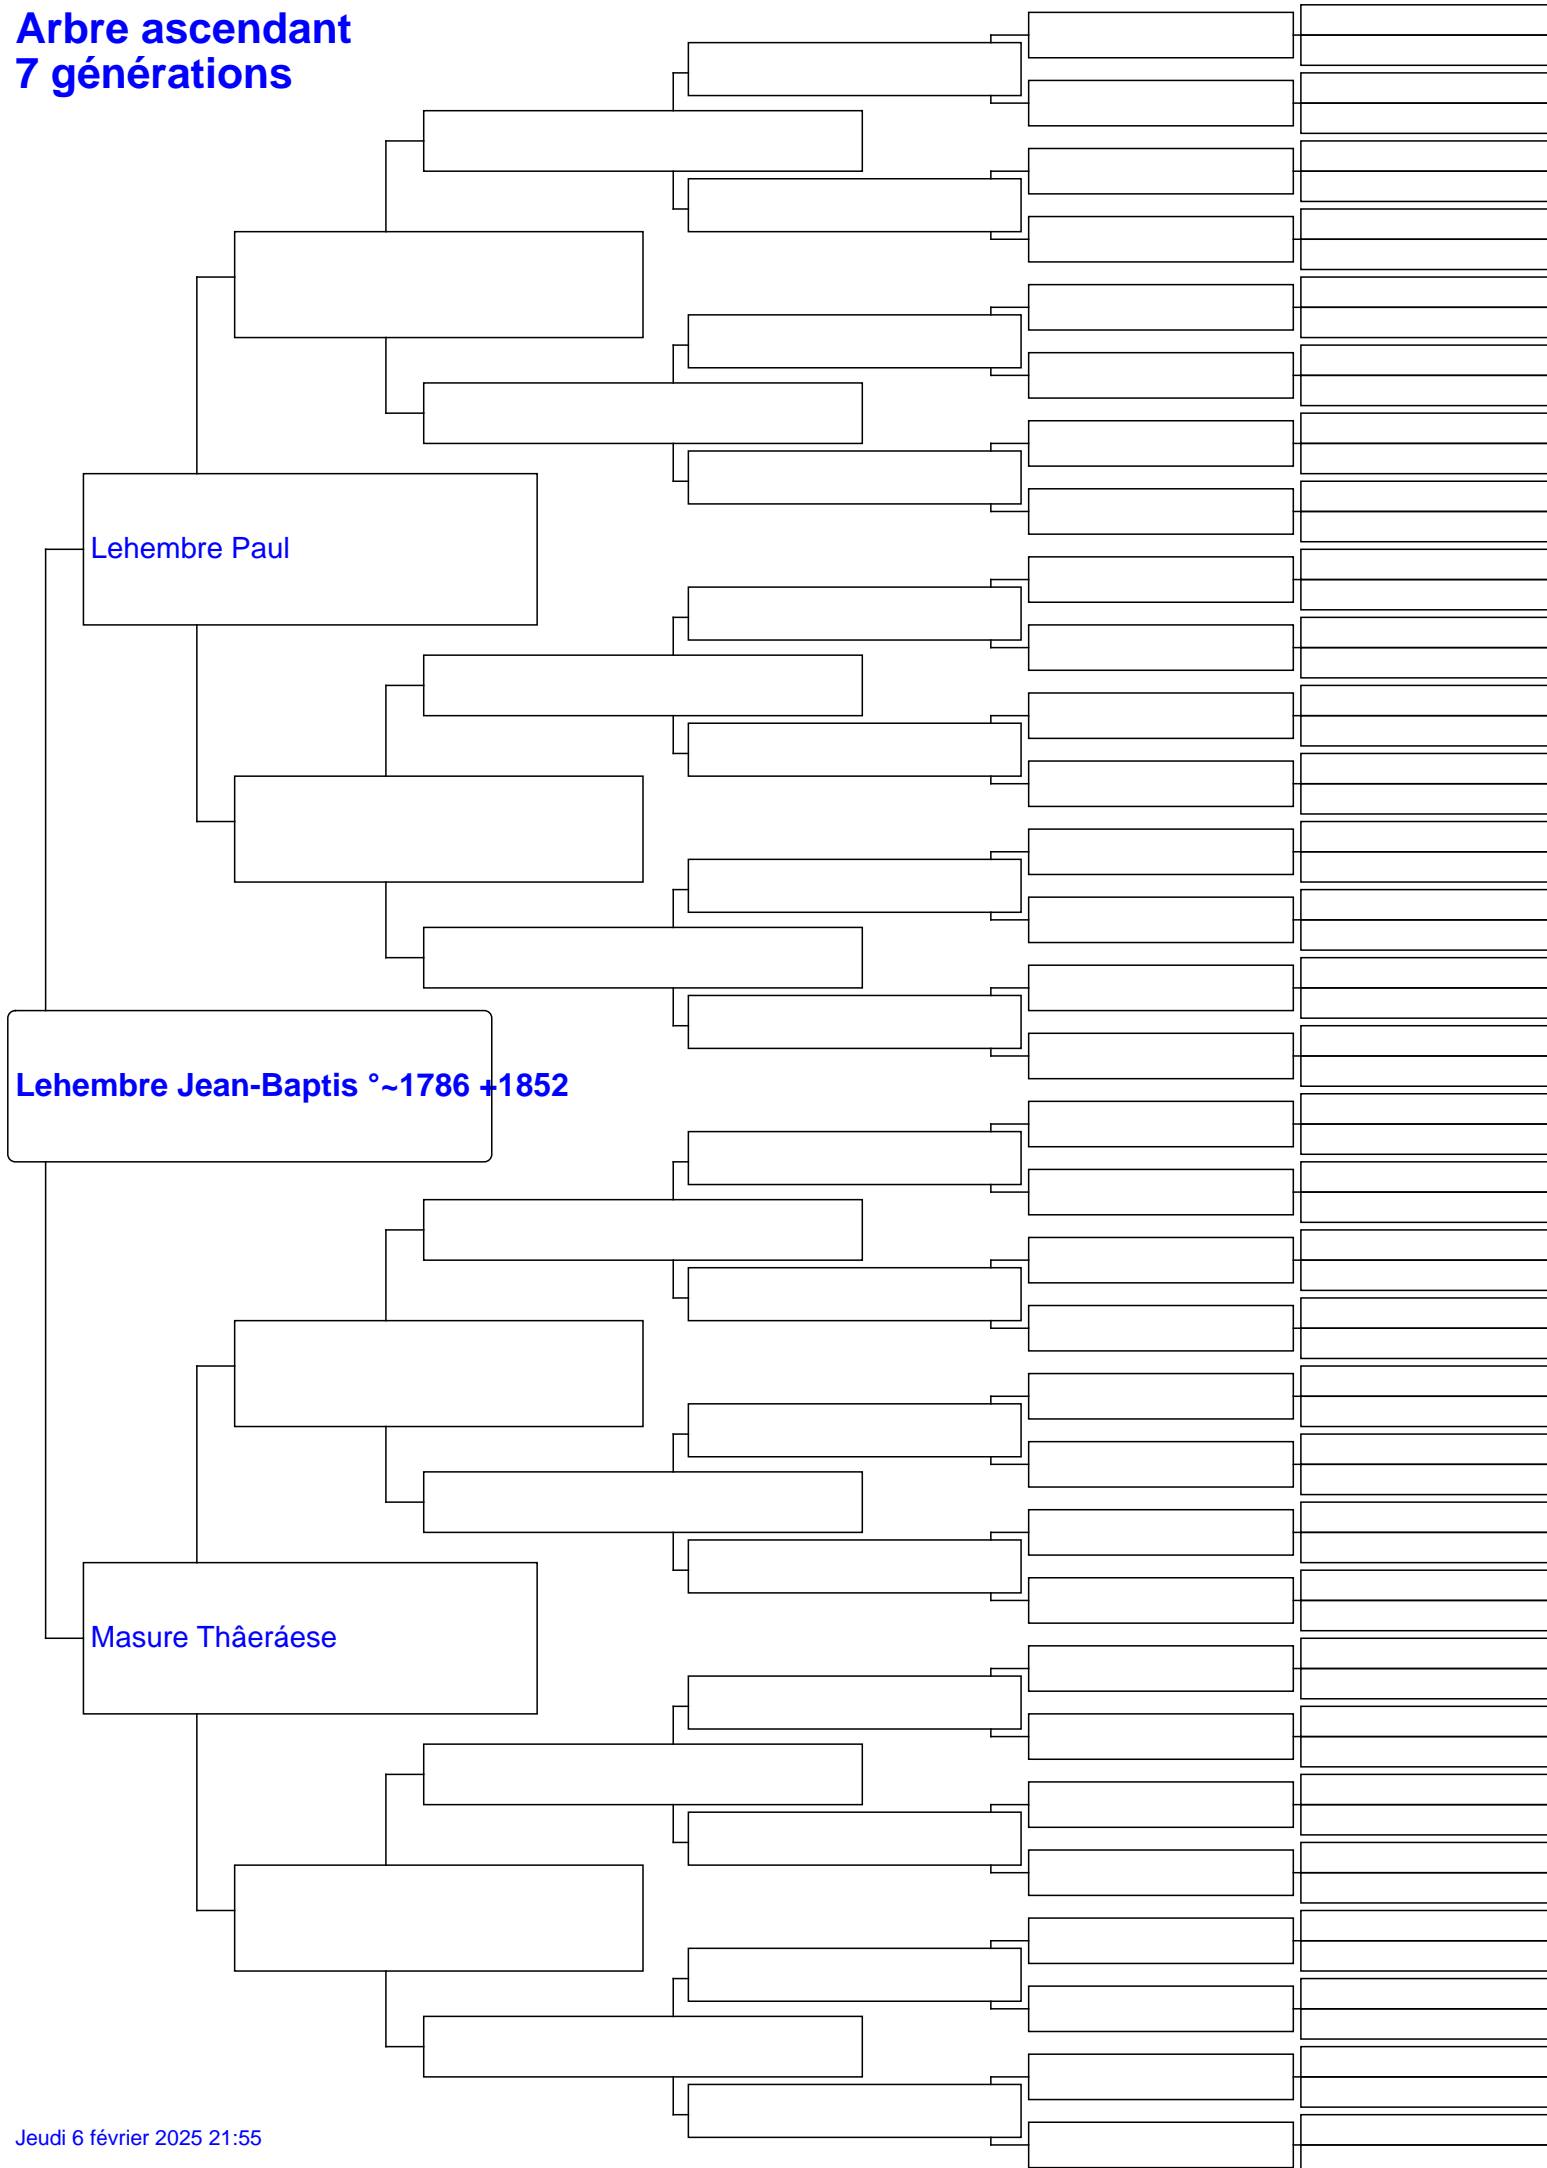 Arbre ascendant
7 générations
Lehembre Paul
Lehembre Jean-Baptis °~1786 +1852
Masure Thâeráese
Jeudi 6 février 2025 21:55